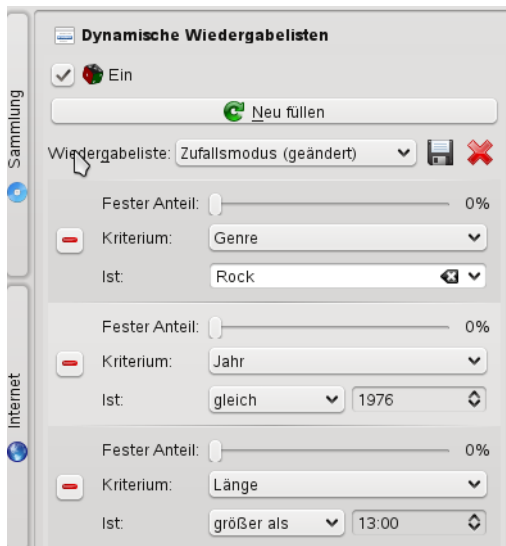 Dynamische Wiedergabelisten
Ein
Neu füllen
Wiedergabeliste: Zufallsmodus (geändert)
Fester Anteil: 0%
Kriterium: Genre
Ist: Rock
Fester Anteil: 0%
Kriterium: Jahr
Ist: gleich 1976
Fester Anteil: 0%
Kriterium: Länge
Ist: größer als 13:00
Sammlung
Internet